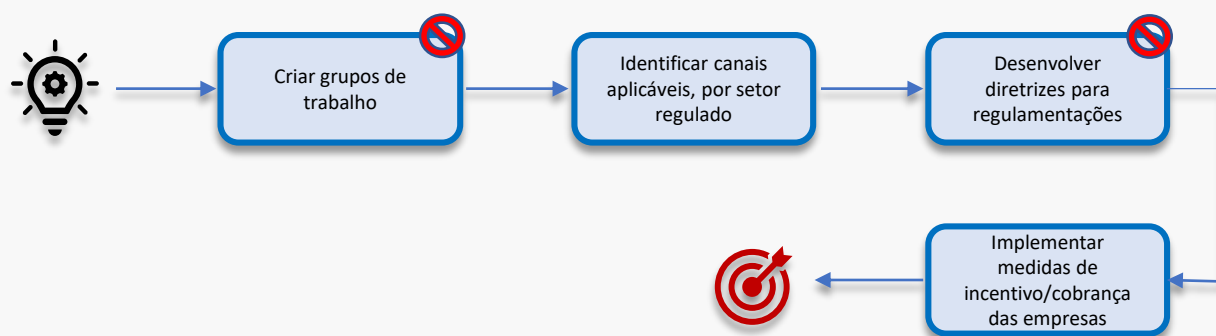 Criar grupos de
trabalho
Identificar canais
aplicáveis, por setor
regulado
Desenvolver
diretrizes para
regulamentações
Implementar
medidas de
incentivo/cobrança
das empresas